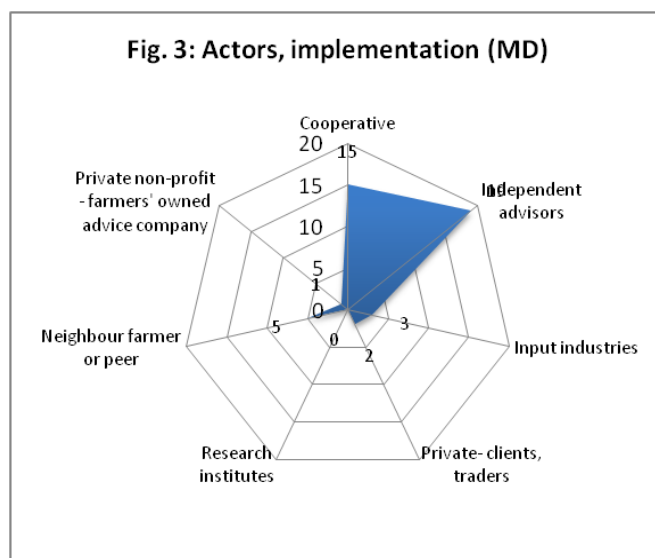 Fig. 3: Actors, implementation (MD)
Cooperative
20
15
Private non-profit
- farmers' owned
advice company
15
19
Independent
advisors
10
5
1
0
Neighbour farmer
or peer
5
3
Input industries
0
2
Research
institutes
Private- clients,
traders